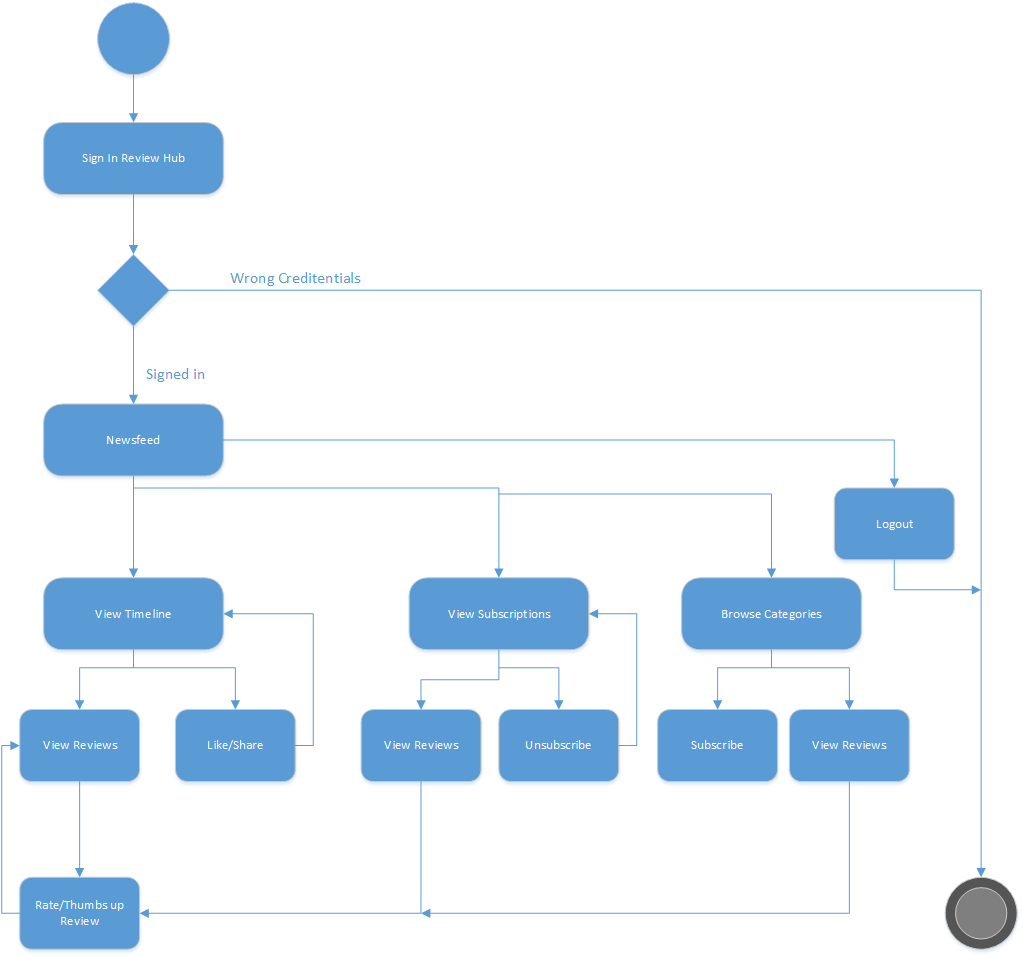 Sign In Review Hub
Wrong Creditentials
Signed in
Newsfeed
Logout
View Timeline
View Subscriptions
Browse Categories
View Reviews
Like/Share
View Reviews
Unsubscribe
Subscribe
View Reviews
Rate/Thumbs up
Review